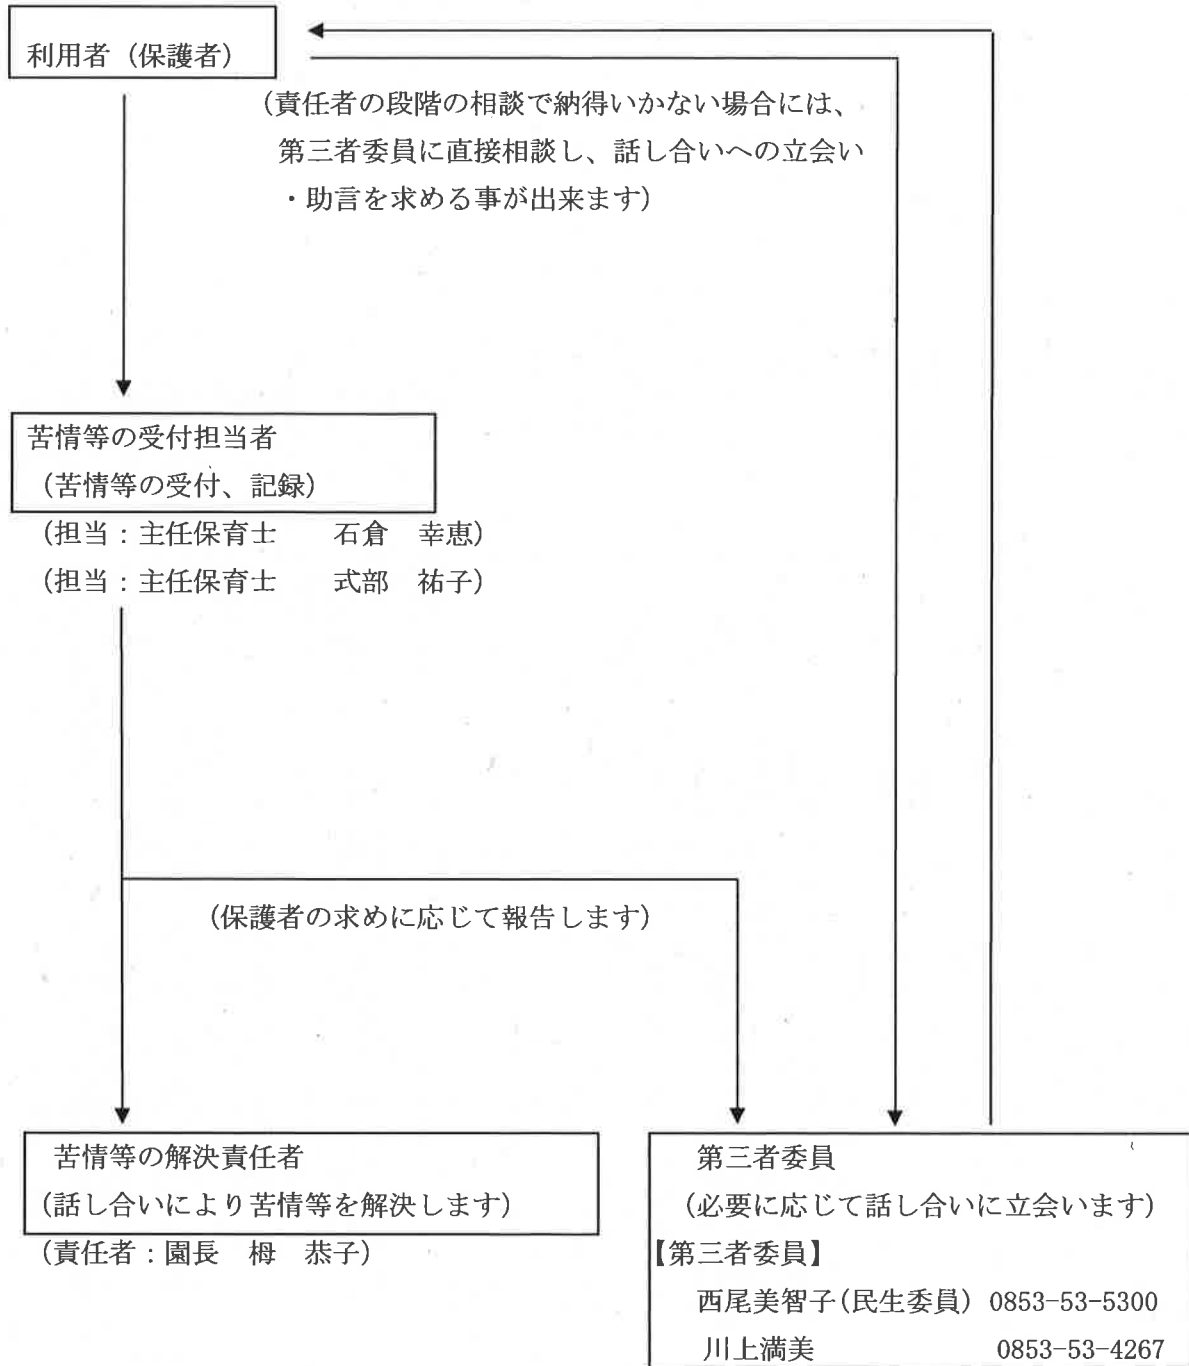 利用者（保護者）
（責任者の段階の相談で納得いかない場合には、
第三者委員に直接相談し、話し合いへの立会い
・助言を求める事が出来ます）
苦情等の受付担当者
（苦情等の受付、記録）
（担当：主任保育士　　石倉　幸恵）
（担当：主任保育士　　式部　祐子）
（保護者の求めに応じて報告します）
苦情等の解決責任者
（話し合いにより苦情等を解決します）
（責任者：園長　栂　恭子）
第三者委員
（必要に応じて話し合いに立会います）
【第三者委員】
西尾美智子(民生委員) 0853-53-5300
川上満美　　　　　　　0853-53-4267